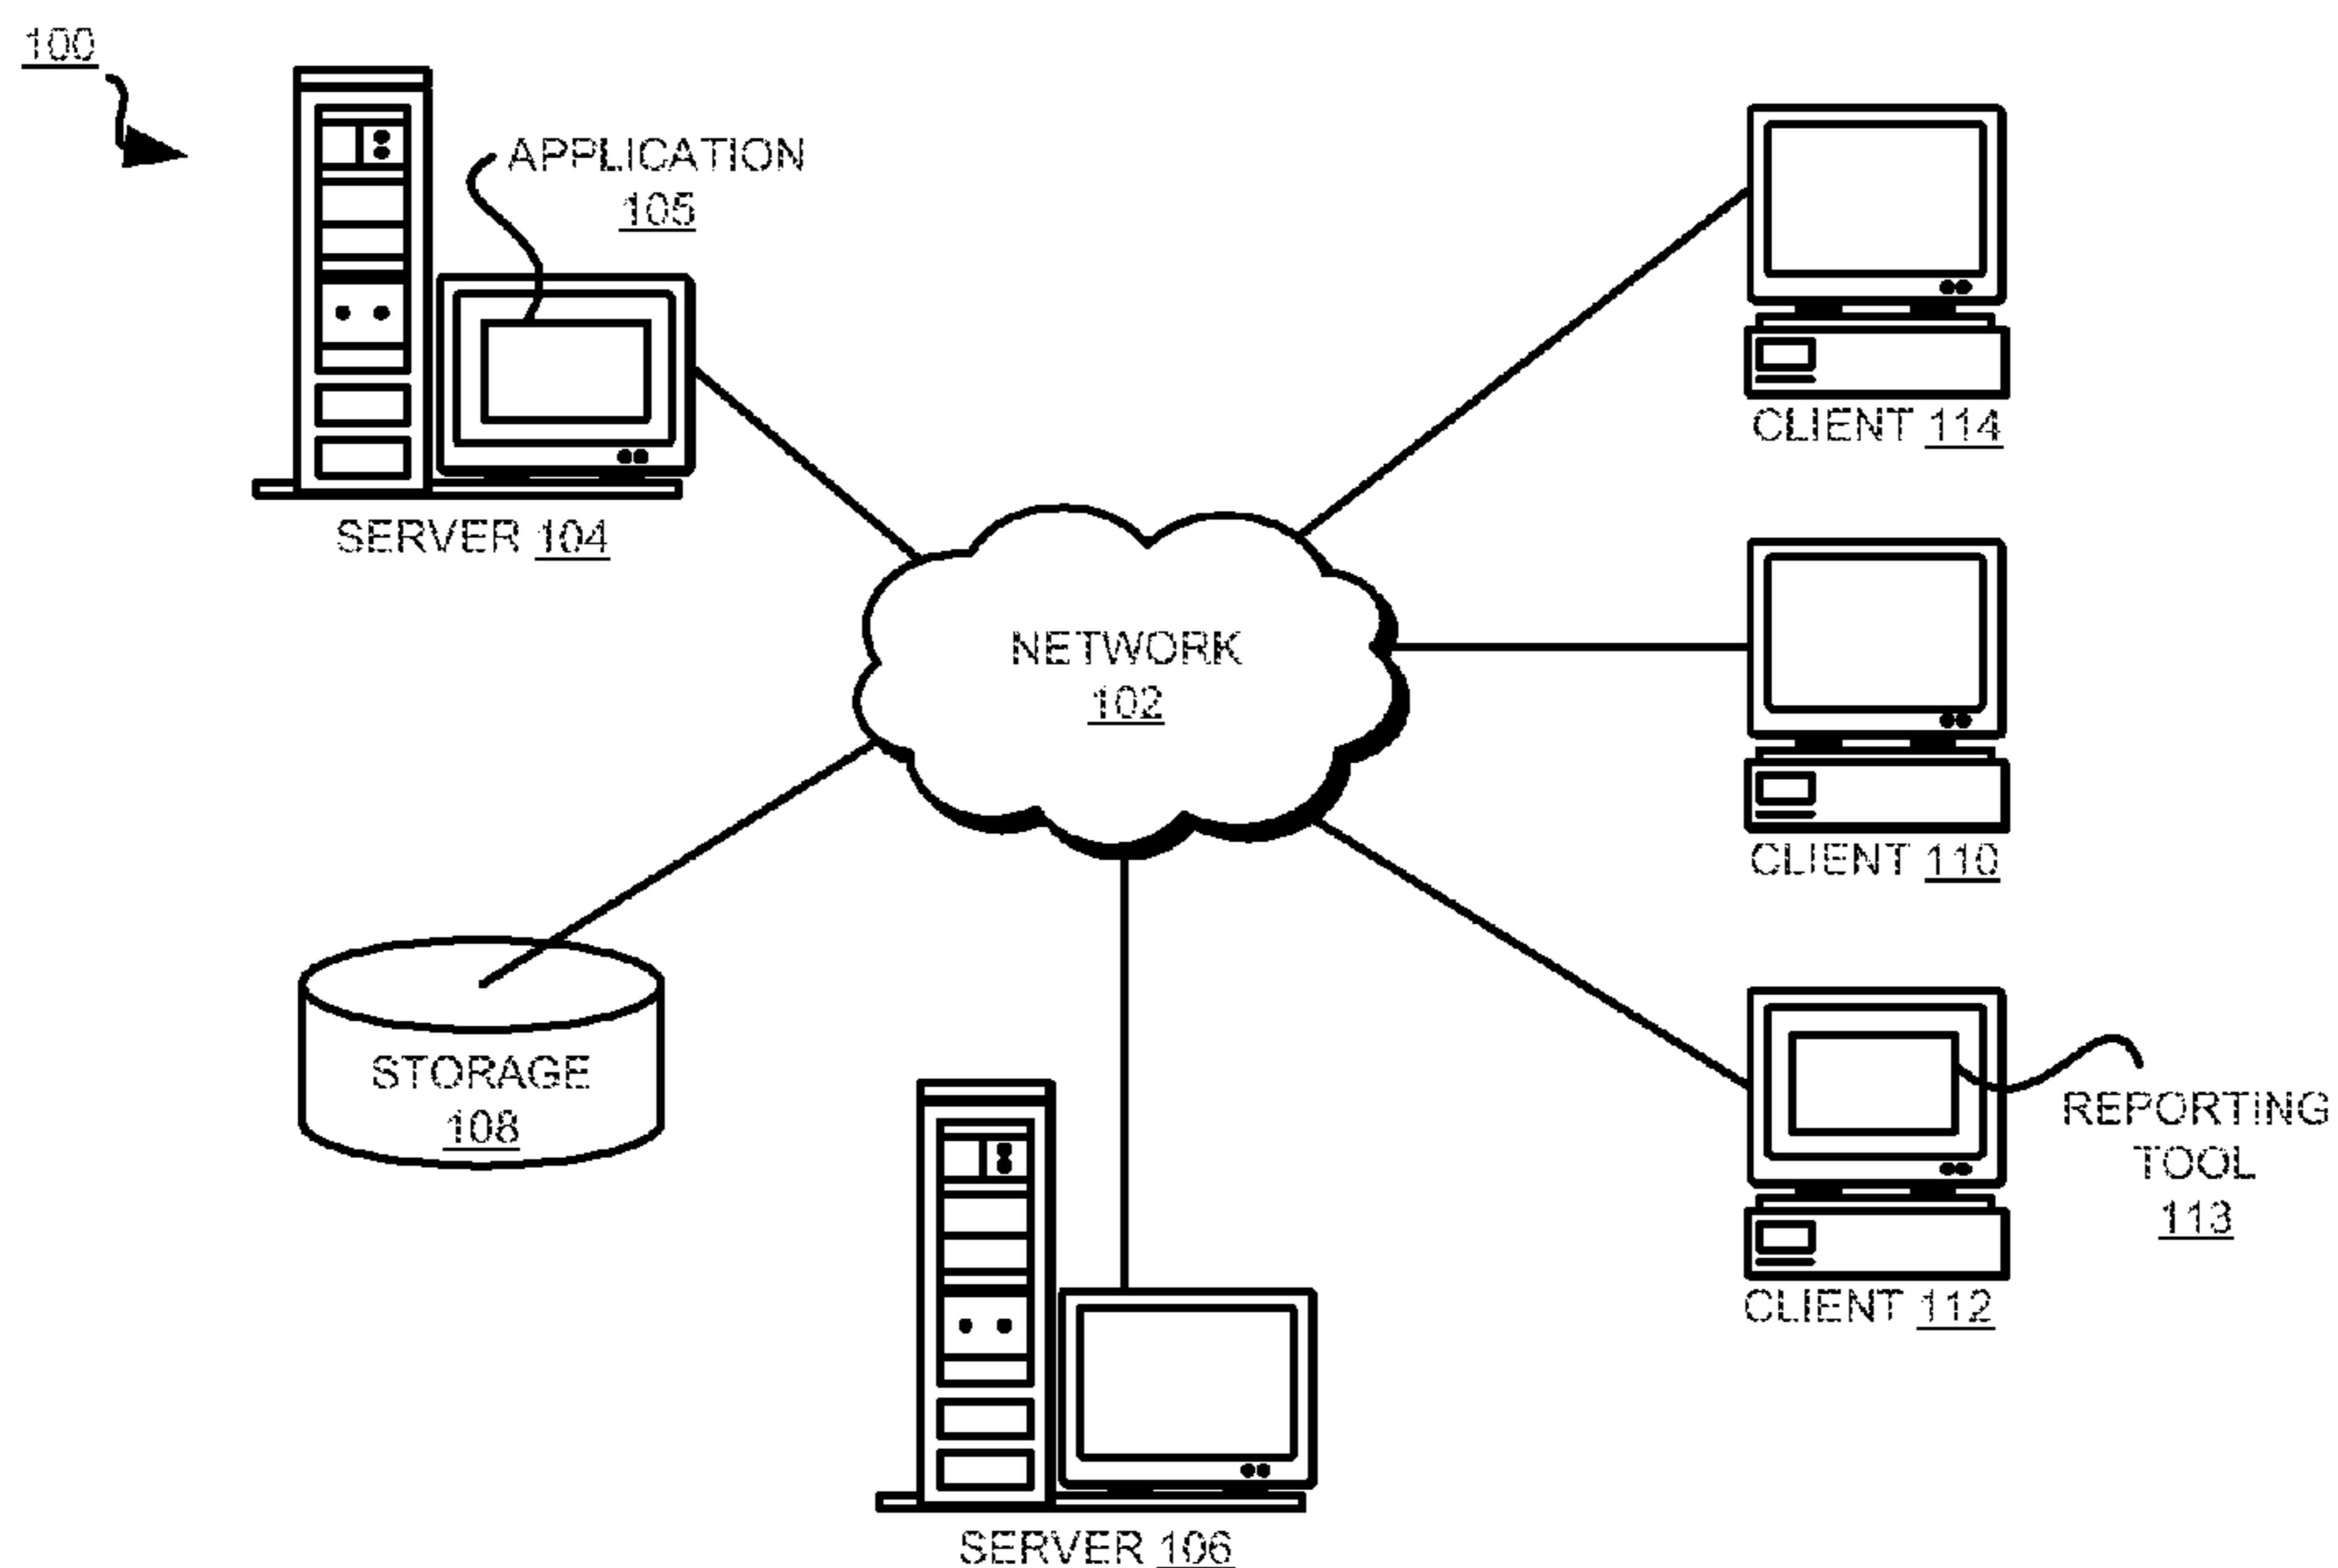 100
APPLICATION
105
SERVER 104
CLIENT 114
NETWORK
102
CLIENT 110
STORAGE
108
REPORTING
TOOL
113
CLIENT 112
SERVER 106